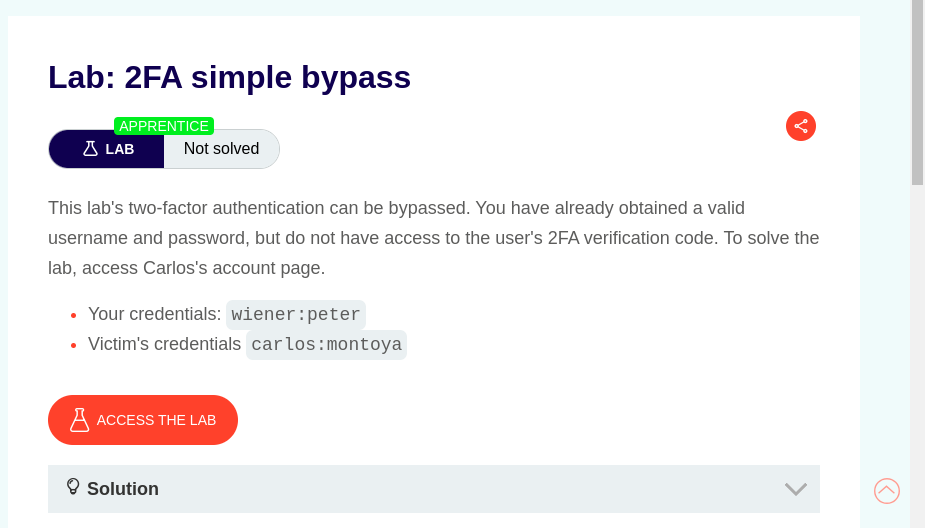 Lab: 2FA simple bypass
APPRENTICE
LAB Not solved
This lab's two-factor authentication can be bypassed. You have already obtained a valid
username and password, but do not have access to the user's 2FA verification code. To solve the
lab, access Carlos's account page.
Your credentials: wiener:peter
Victim's credentials carlos:montoya
ACCESS THE LAB
Solution